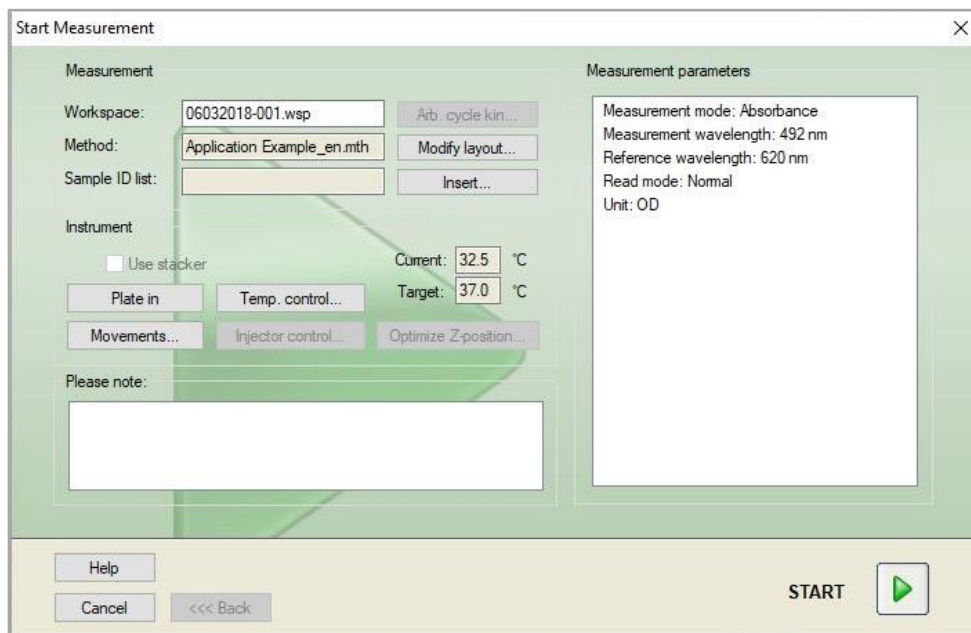 Start Measurement
Measurement
Workspace: 06032018-001.wsp Arb. cycle kin...
Method: Application Example_en.mth Modify layout...
Sample ID list: Insert...
Instrument
Use stacker
Current: 32.5 °C
Plate in Temp. control... Target: 37.0 °C
Movements... Injector control... Optimize Z-position...
Please note:
Measurement parameters
Measurement mode: Absorbance
Measurement wavelength: 492 nm
Reference wavelength: 620 nm
Read mode: Normal
Unit: OD
Help
Cancel <<< Back
START